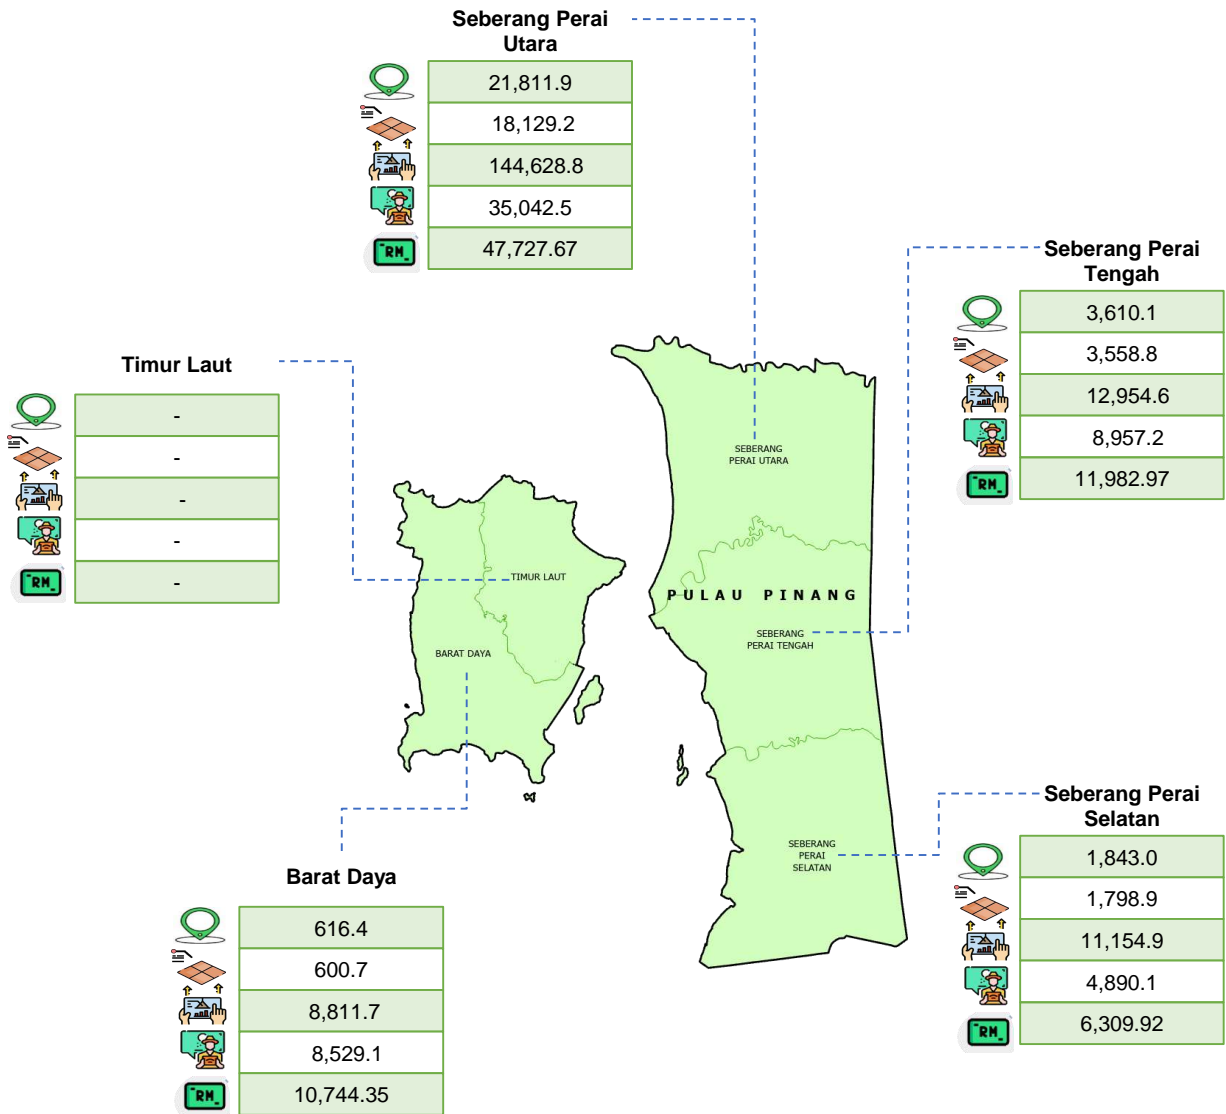 Seberang Perai
Utara
21,811.9
18,129.2
144,628.8
35,042.5
RM
47,727.67
Seberang Perai
Tengah
3,610.1
3,558.8
12,954.6
8,957.2
RM
11,982.97
Timur Laut
-
-
-
-
RM
-
SEBERANG
PERAI UTARA
TIMUR LAUT
PULAU PINANG
SEBERANG
PERAI TENGAH
BARAT DAYA
SEBERANG
PERAI
SELATAN
Seberang Perai
Selatan
1,843.0
1,798.9
11,154.9
4,890.1
RM
6,309.92
Barat Daya
616.4
600.7
8,811.7
8,529.1
RM
10,744.35